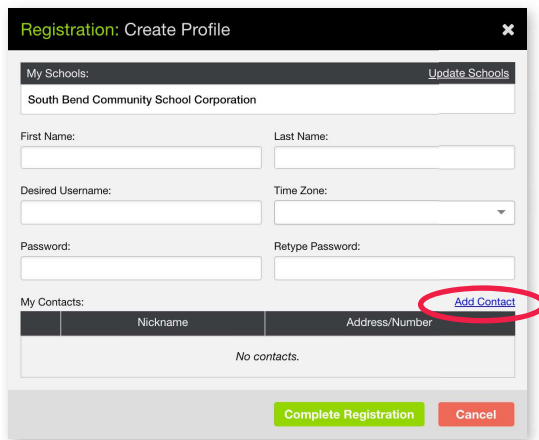 Registration: Create Profile
My Schools: Update Schools
South Bend Community School Corporation
First Name: Last Name:
Desired Username: Time Zone:
Password: Retype Password:
My Contacts: Add Contact
Nickname Address/Number
No contacts.
Complete Registration Cancel